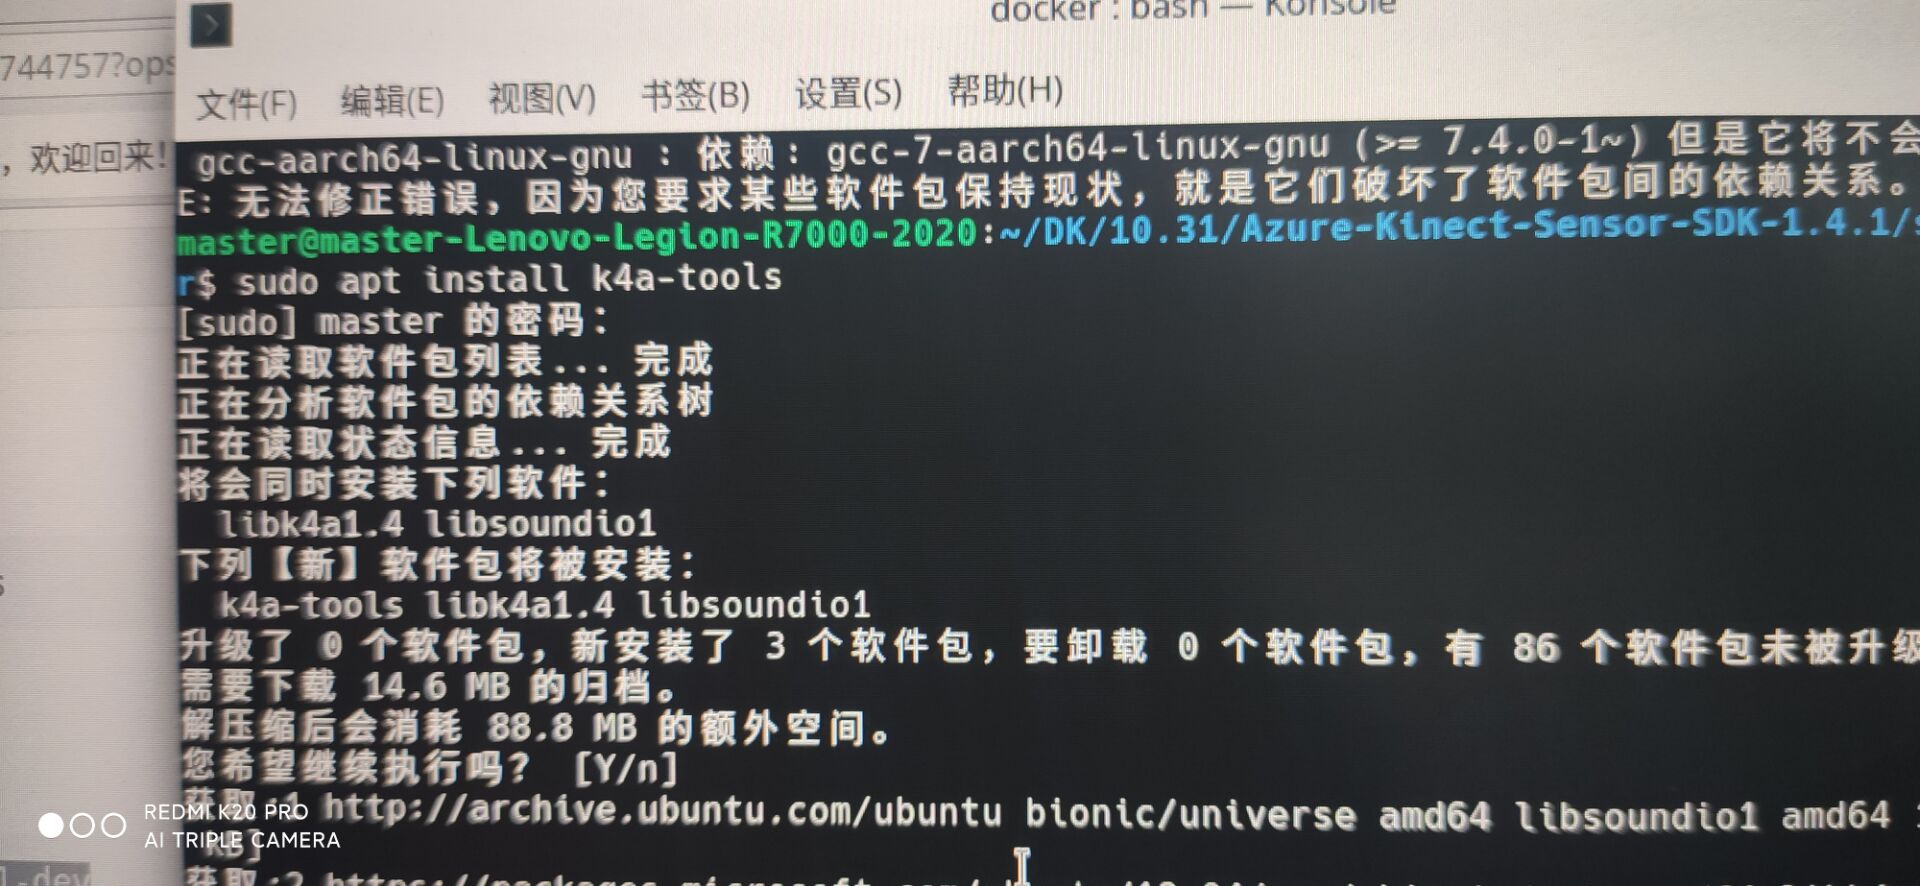 docker : bash — Konsole
744757?ops
文件(F) 编辑(E) 视图(V) 书签(B) 设置(S) 帮助(H)
，欢迎回来!
gcc-aarch64-linux-gnu : 依赖: gcc-7-aarch64-linux-gnu (>= 7.4.0-1~) 但是它将不会
E: 无法修正错误，因为您要求某些软件包保持现状，就是它们破坏了软件包间的依赖关系。
master@master-Lenovo-Legion-R7000-2020:~/DK/10.31/Azure-Kinect-Sensor-SDK-1.4.1/s
r$ sudo apt install k4a-tools
[sudo] master 的密码：
正在读取软件包列表... 完成
正在分析软件包的依赖关系树
正在读取状态信息... 完成
将会同时安装下列软件：
libk4a1.4 libsoundio1
下列【新】软件包将被安装：
k4a-tools libk4a1.4 libsoundio1
升级了 0 个软件包，新安装了 3 个软件包，要卸载 0 个软件包，有 86 个软件包未被升级
需要下载 14.6 MB 的归档。
解压缩后会消耗 88.8 MB 的额外空间。
您希望继续执行吗？ [Y/n]
获取:1 http://archive.ubuntu.com/ubuntu bionic/universe amd64 libsoundio1 amd64
kB]
获取:2
REDMI K20 PRO
AI TRIPLE CAMERA
1-dev